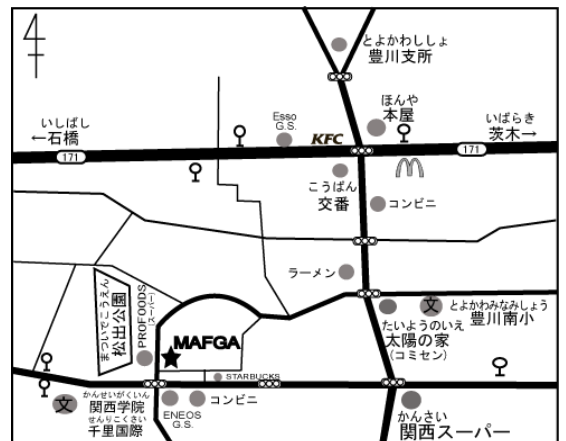 とよかわししょ
豊川支所
ほんや
本屋
いばらき
茨木→
いしばし
←石橋
Esso
G.S.
KFC
171
171
こうばん
交番
コンビニ
ラーメン
文
とよかわみなみしょう
豊川南小
たいようのいえ
太陽の家
(コミセン)
まついでこうえん
松出公園
PROFOODS
(スーパー)
MAFGA
STARBUCKS
文
かんせいがくいん
関西学院
せんりこくさい
千里国際
ENEOS
G.S.
コンビニ
かんさい
関西スーパー